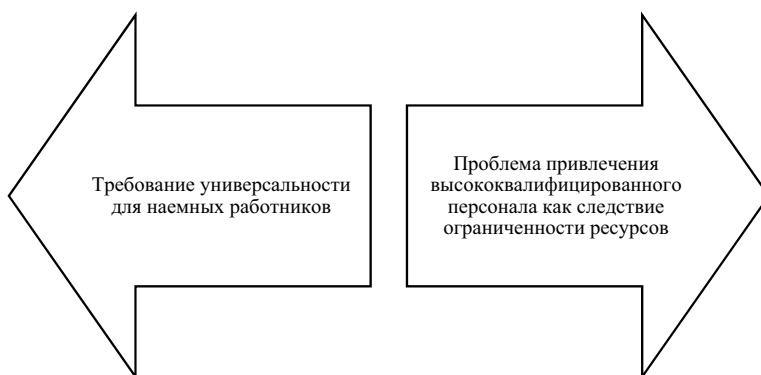 Требование универсальности
для наемных работников
Проблема привлечения
высококвалифицированного
персонала как следствие
ограниченности ресурсов